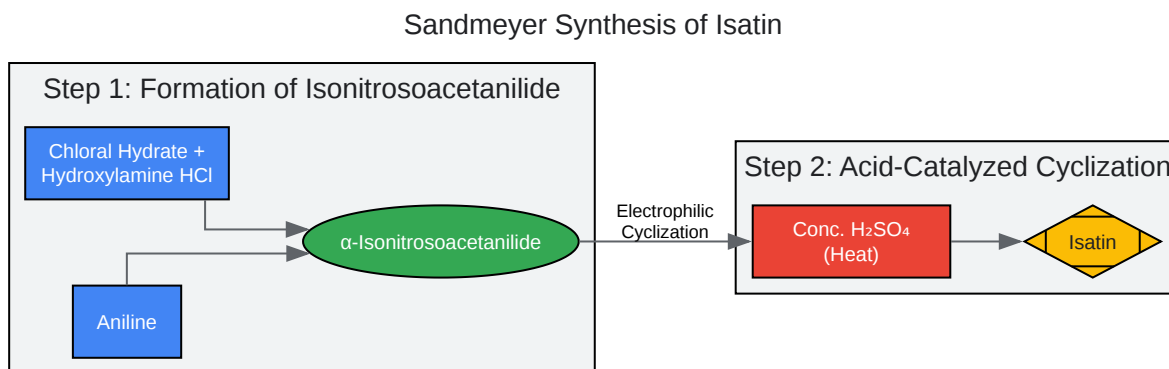 Sandmeyer Synthesis of Isatin
Step 1: Formation of Isonitrosoacetanilide
Chloral Hydrate +
Hydroxylamine HCl
Aniline
α-Isonitrosoacetanilide
Electrophilic
Cyclization
Step 2: Acid-Catalyzed Cyclization
Conc. H₂SO₄
(Heat)
Isatin